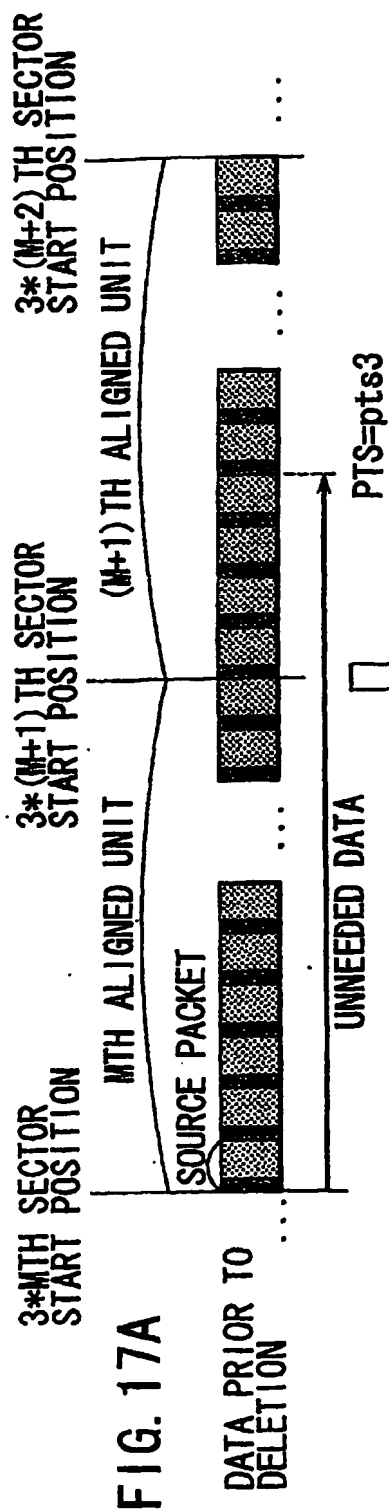 FIG. 17A
3*MTH SECTOR
START POSITION
3*(M+1)TH SECTOR
START POSITION
3*(M+2)TH SECTOR
START POSITION
MTH ALIGNED UNIT
(M+1)TH ALIGNED UNIT
SOURCE PACKET
DATA PRIOR TO
DELETION
...
...
...
...
UNNEEDED DATA
PTS=pts3